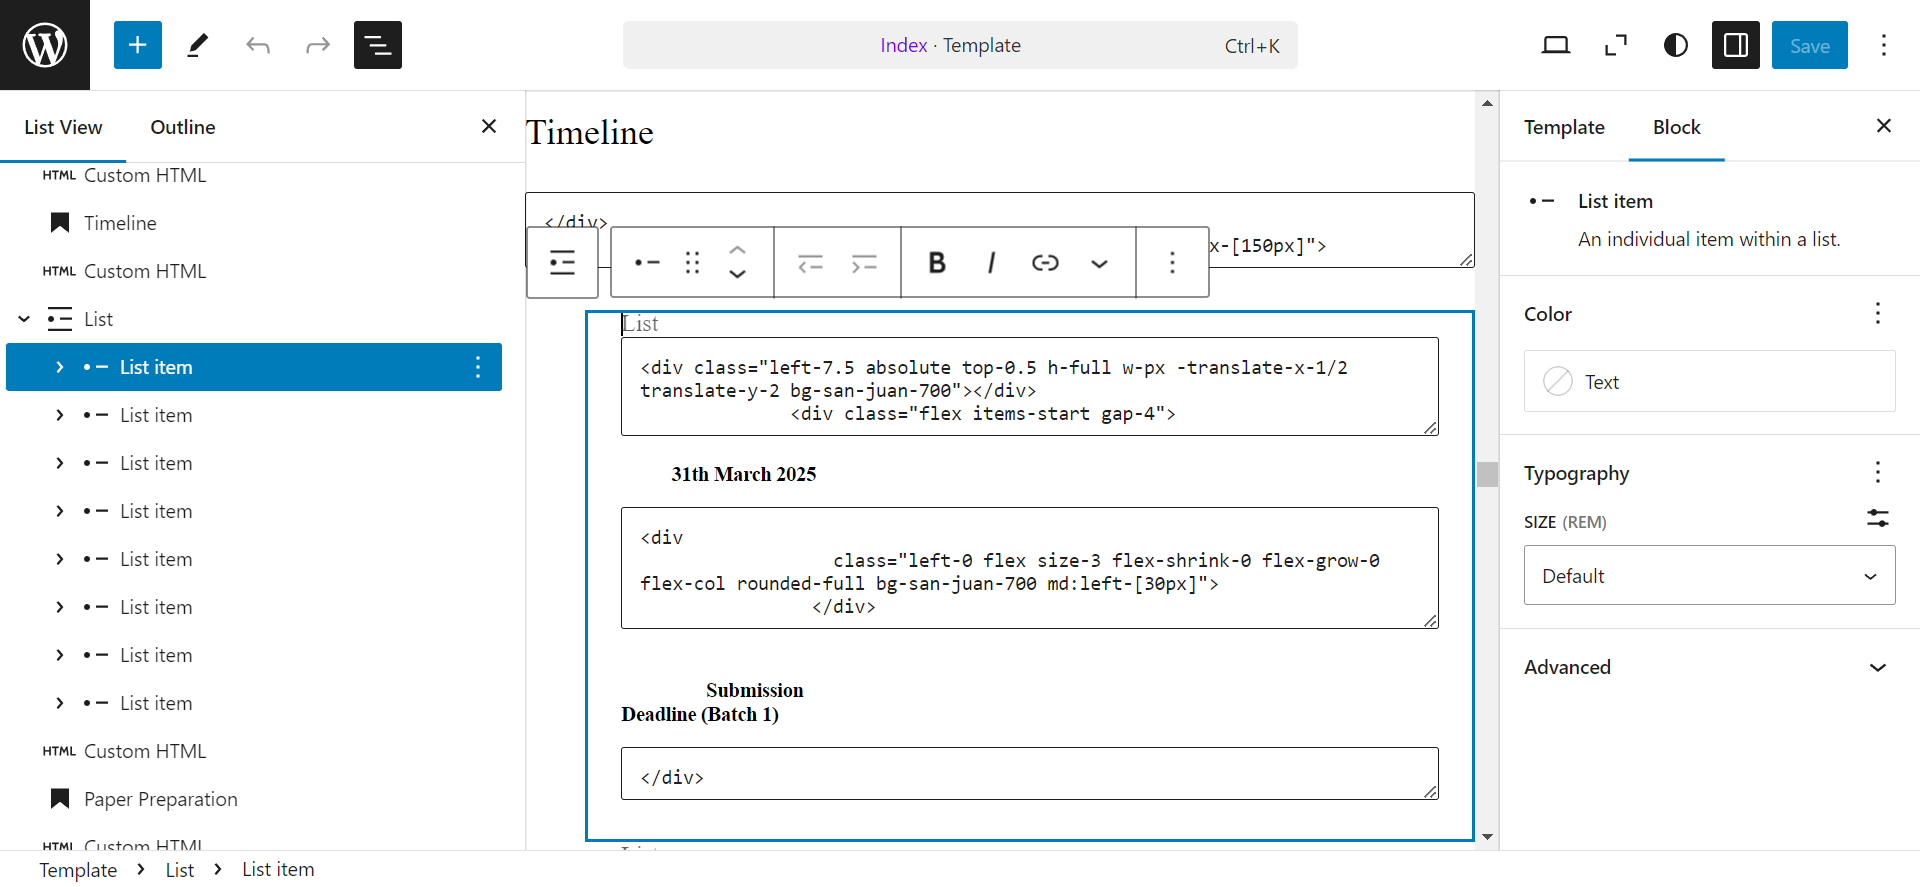 Index · Template
Ctrl+K
Save
List View
Outline
HTML Custom HTML
Timeline
HTML Custom HTML
List
List item
List item
List item
List item
List item
List item
List item
List item
HTML Custom HTML
Paper Preparation
HTML Custom HTML
Timeline
</div>
x-[150px]">
B I
List
<div class="left-7.5 absolute top-0.5 h-full w-px -translate-x-1/2
translate-y-2 bg-san-juan-700"></div>
<div class="flex items-start gap-4">
31th March 2025
<div
class="left-0 flex size-3 flex-shrink-0 flex-grow-0
flex-col rounded-full bg-san-juan-700 md:left-[30px]">
</div>
Submission
Deadline (Batch 1)
</div>
Template
Block
List item
An individual item within a list.
Color
Text
Typography
SIZE (REM)
Default
Advanced
Template > List > List item